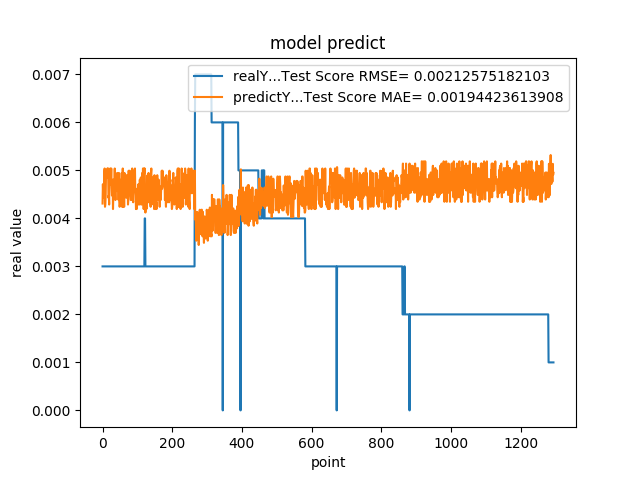 model predict
realY...Test Score RMSE= 0.00212575182103
predictY...Test Score MAE= 0.00194423613908
0.007
0.006
0.005
0.004
0.003
0.002
0.001
0.000
real value
0 200 400 600 800 1000 1200
point